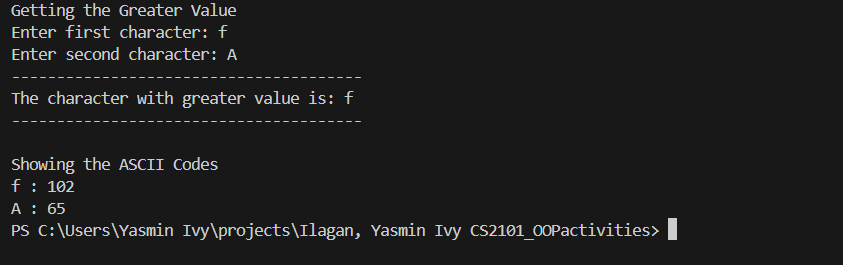 Getting the Greater Value
Enter first character: f
Enter second character: A
---------------------------------------
The character with greater value is: f
---------------------------------------
Showing the ASCII Codes
f : 102
A : 65
PS C:\Users\Yasmin Ivy\projects\Ilagan, Yasmin Ivy CS2101_OOPactivities>